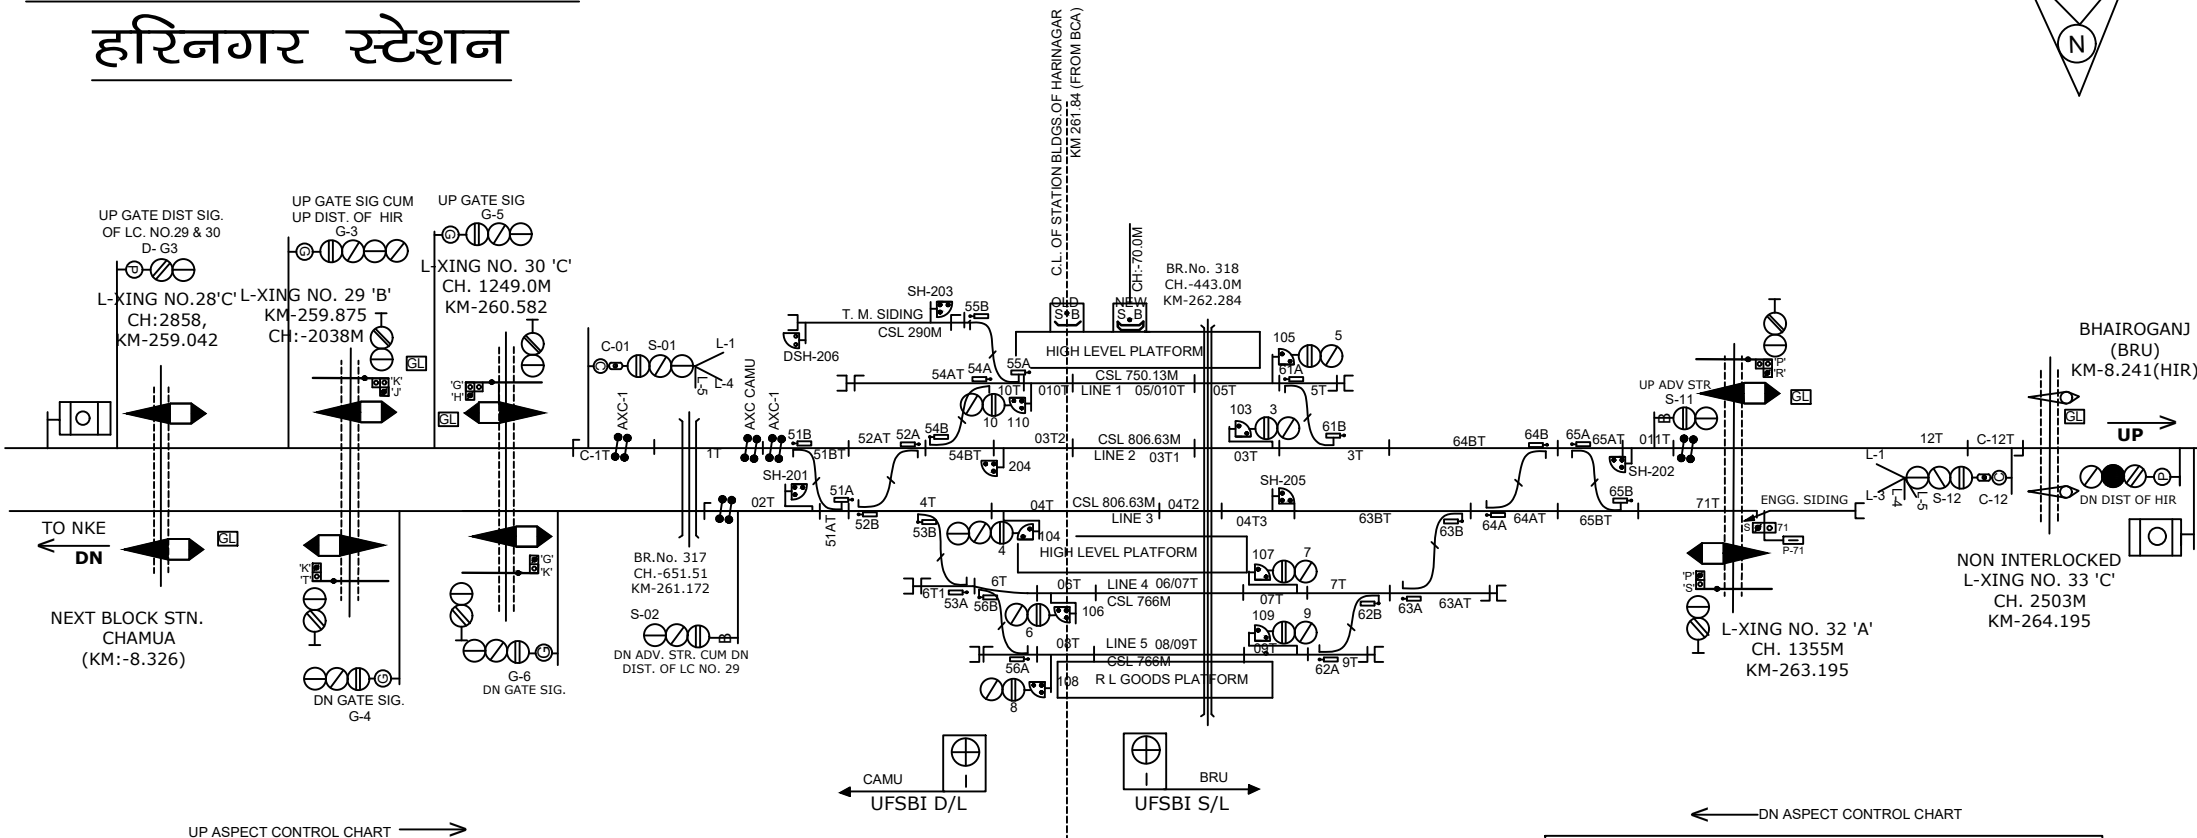 हरिनगर स्टेशन
N
C.L. OF STATION BLDGS.OF HARINAGAR
KM 261.84 (FROM BCA)
CH:-70.0M
UP GATE DIST SIG.
OF LC. NO.29 & 30
D- G3
P
L-XING NO.28'C'
CH:2858,
KM-259.042
UP GATE SIG CUM
UP DIST. OF HIR
G-3
G
L-XING NO. 29 'B'
KM-259.875
CH:-2038M
'K'
'J'
GL
UP GATE SIG
G-5
G
L-XING NO. 30 'C'
CH. 1249.0M
KM-260.582
'G'
'H'
GL
C-01
S-01
C
L-1
L-4
L-5
AXC-1
AXC CAMU
AXC-1
C-1T
1T
SH-203
55B
T. M. SIDING
CSL 290M
DSH-206
OLD
S B
NEW
S B
BR.No. 318
CH.-443.0M
KM-262.284
HIGH LEVEL PLATFORM
105
5
54AT
54A
55A
CSL 750.13M
61A
10T
010T
LINE 1
05/010T
05T
5T
10
110
103
3
51B
52AT
52A
54B
03T2
CSL 806.63M
61B
64BT
64B
65A
65AT
011T
12T
C-12T
51BT
54BT
LINE 2
03T1
03T
3T
204
SH-201
SH-205
SH-202
UP ADV STR
S-11
B
'P'
'R'
GL
BHAIROGANJ
(BRU)
KM-8.241(HIR)
GL
UP
L-1
L-3
L-4
L-5
S-12
C-12
C
P
DN DIST OF HIR
02T
51A
51AT
52B
4T
53B
04T
CSL 806.63M
LINE 3
04T2
04T3
63BT
63B
64A
64AT
65B
65BT
71T
ENGG. SIDING
S
71
P-71
TO NKE
DN
GL
4
104
HIGH LEVEL PLATFORM
107
7
'K'
'T'
'G'
'K'
BR.No. 317
CH.-651.51
KM-261.172
6T1
53A
6T
56B
06T
LINE 4
06/07T
CSL 766M
07T
7T
62B
63A
63AT
6
106
109
9
'P'
'S'
NON INTERLOCKED
L-XING NO. 33 'C'
CH. 2503M
KM-264.195
NEXT BLOCK STN.
CHAMUA
(KM:-8.326)
S-02
B
DN ADV. STR. CUM DN
DIST. OF LC NO. 29
08T
LINE 5
08/09T
CSL 766M
09T
56A
62A
9T
L-XING NO. 32 'A'
CH. 1355M
KM-263.195
G
DN GATE SIG.
G-4
G
G-6
DN GATE SIG.
8
108
R L GOODS PLATFORM
CAMU
UFSBI D/L
BRU
UFSBI S/L
UP ASPECT CONTROL CHART
DN ASPECT CONTROL CHART